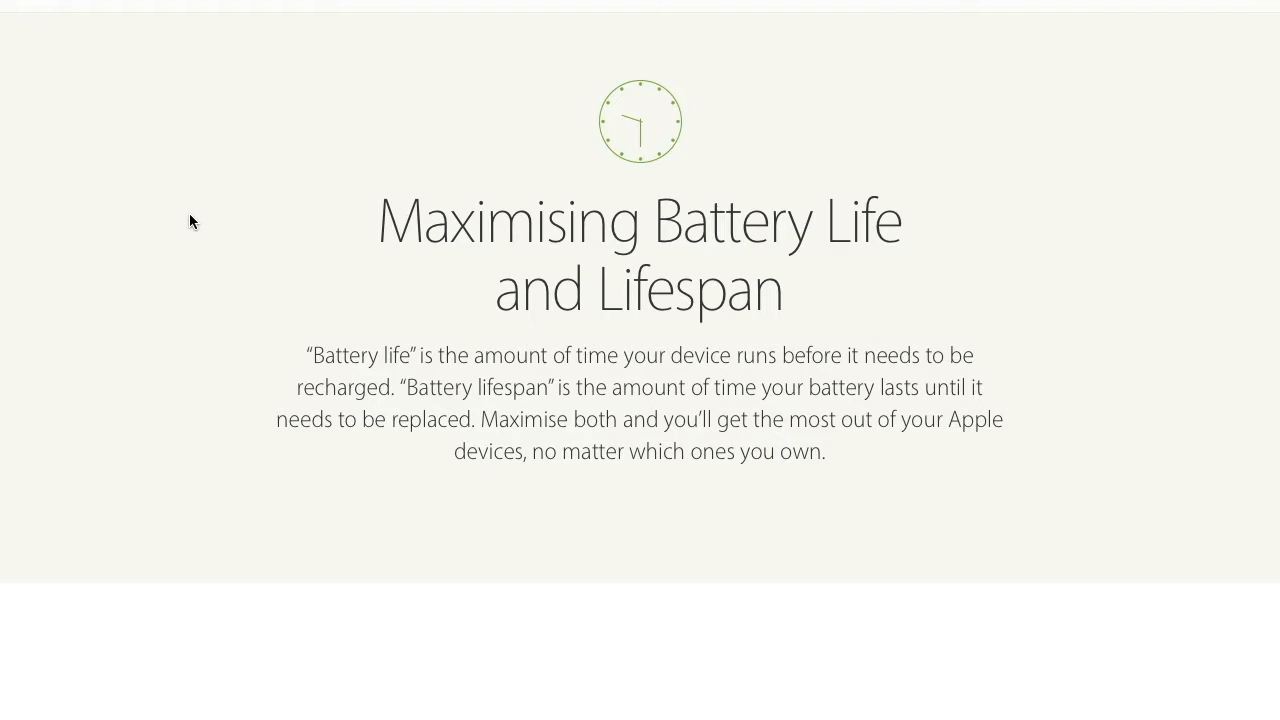 Maximising Battery Life
and Lifespan
“Battery life” is the amount of time your device runs before it needs to be
recharged. “Battery lifespan” is the amount of time your battery lasts until it
needs to be replaced. Maximise both and you’ll get the most out of your Apple
devices, no matter which ones you own.